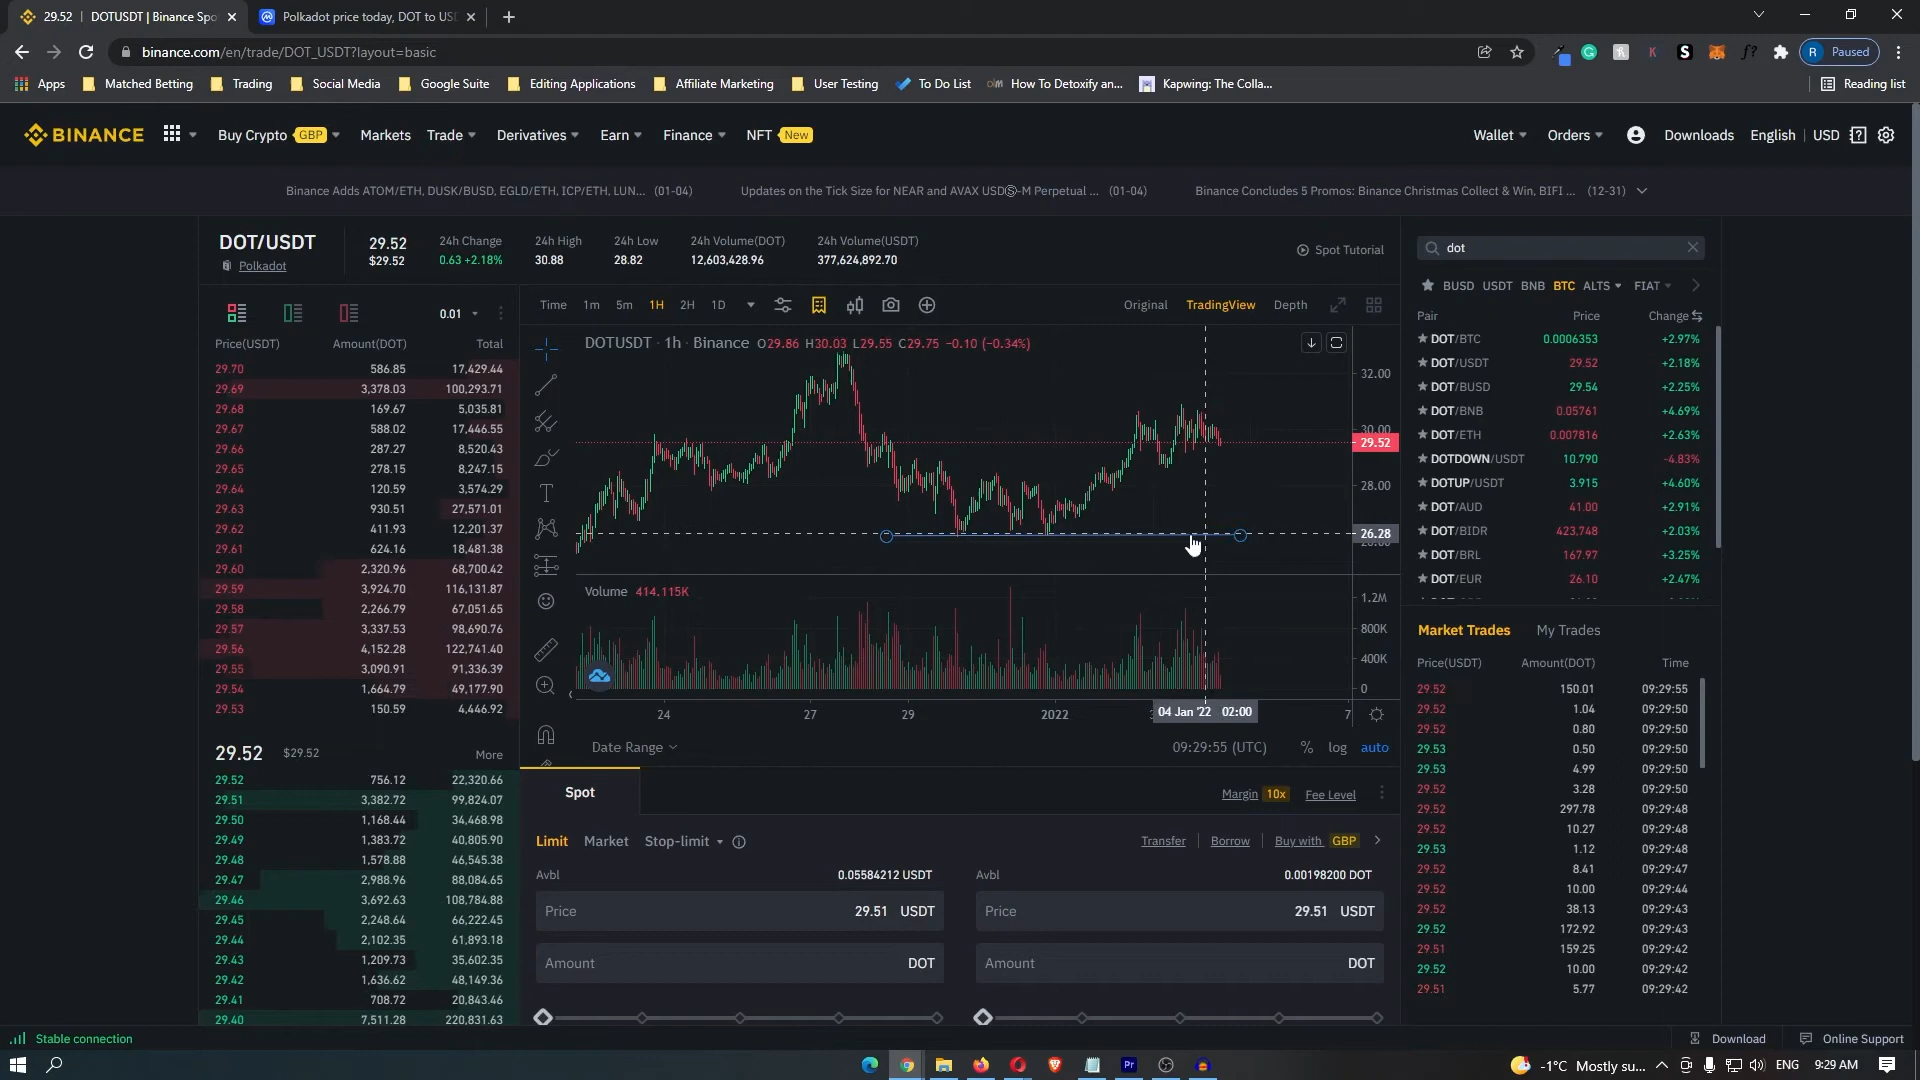 29.52 | DOTUSDT | Binance Spo
Polkadot price today, DOT to USD
binance.com/en/trade/DOT_USDT?layout=basic
R Paused
Apps Matched Betting Trading Social Media Google Suite Editing Applications Affiliate Marketing User Testing To Do List How To Detoxify an... Kapwing: The Colla... Reading list
BINANCE Buy Crypto GBP Markets Trade Derivatives Earn Finance NFT New Wallet Orders Downloads English | USD
Binance Adds ATOM/ETH, DUSK/BUSD, EGLD/ETH, ICP/ETH, LUN... (01-04) Updates on the Tick Size for NEAR and AVAX USDⓈ-M Perpetual ... (01-04) Binance Concludes 5 Promos: Binance Christmas Collect & Win, BIFI ... (12-31)
DOT/USDT
Polkadot
29.52
$29.52
24h Change
0.63 +2.18%
24h High
30.88
24h Low
28.82
24h Volume(DOT)
12,603,428.96
24h Volume(USDT)
377,624,892.70
Spot Tutorial
0.01
Price(USDT) Amount(DOT) Total
29.70 586.85 17,429.44
29.69 3,378.03 100,293.71
29.68 169.67 5,035.81
29.67 588.02 17,446.55
29.66 287.27 8,520.43
29.65 278.15 8,247.15
29.64 120.59 3,574.29
29.63 930.51 27,571.01
29.62 411.93 12,201.37
29.61 624.16 18,481.38
29.60 2,320.96 68,700.42
29.59 3,924.70 116,131.87
29.58 2,266.79 67,051.65
29.57 3,337.53 98,690.76
29.56 4,152.28 122,741.40
29.55 3,090.91 91,336.39
29.54 1,664.79 49,177.90
29.53 150.59 4,446.92
29.52 $29.52 More
29.52 756.12 22,320.66
29.51 3,382.72 99,824.07
29.50 1,168.44 34,468.98
29.49 1,383.72 40,805.90
29.48 1,578.88 46,545.38
29.47 2,988.96 88,084.65
29.46 3,692.63 108,784.88
29.45 2,248.64 66,222.45
29.44 2,102.35 61,893.18
29.43 1,209.73 35,602.35
29.42 1,636.62 48,149.36
29.41 708.72 20,843.46
29.40 7,511.28 220,831.63
Time 1m 5m 1H 2H 1D Original TradingView Depth
DOTUSDT · 1h · Binance O29.86 H30.03 L29.55 C29.75 −0.10 (−0.34%)
32.00
30.00
29.52
28.00
26.28
Volume 414.115K
1.2M
800K
400K
0
24 27 29 2022 04 Jan '22 02:00 7
Date Range 09:29:55 (UTC) % log auto
Spot Margin 10x Fee Level
Limit Market Stop-limit Transfer Borrow Buy with GBP
Avbl 0.05584212 USDT Avbl 0.00198200 DOT
Price 29.51 USDT Price 29.51 USDT
Amount DOT Amount DOT
dot
BUSD USDT BNB BTC ALTS FIAT
Pair Price Change
DOT/BTC 0.0006353 +2.97%
DOT/USDT 29.52 +2.18%
DOT/BUSD 29.54 +2.25%
DOT/BNB 0.05761 +4.69%
DOT/ETH 0.007816 +2.63%
DOTDOWN/USDT 10.790 -4.83%
DOTUP/USDT 3.915 +4.60%
DOT/AUD 41.00 +2.91%
DOT/BIDR 423,748 +2.03%
DOT/BRL 167.97 +3.25%
DOT/EUR 26.10 +2.47%
Market Trades My Trades
Price(USDT) Amount(DOT) Time
29.52 150.01 09:29:55
29.52 1.04 09:29:50
29.52 0.80 09:29:50
29.53 0.50 09:29:50
29.53 4.99 09:29:50
29.52 3.28 09:29:50
29.52 297.78 09:29:48
29.52 10.27 09:29:48
29.53 1.12 09:29:48
29.52 8.41 09:29:47
29.52 10.00 09:29:44
29.52 38.13 09:29:43
29.52 172.92 09:29:43
29.51 159.25 09:29:42
29.52 10.00 09:29:42
29.51 5.77 09:29:42
Stable connection Download Online Support
-1°C Mostly su... ENG 9:29 AM